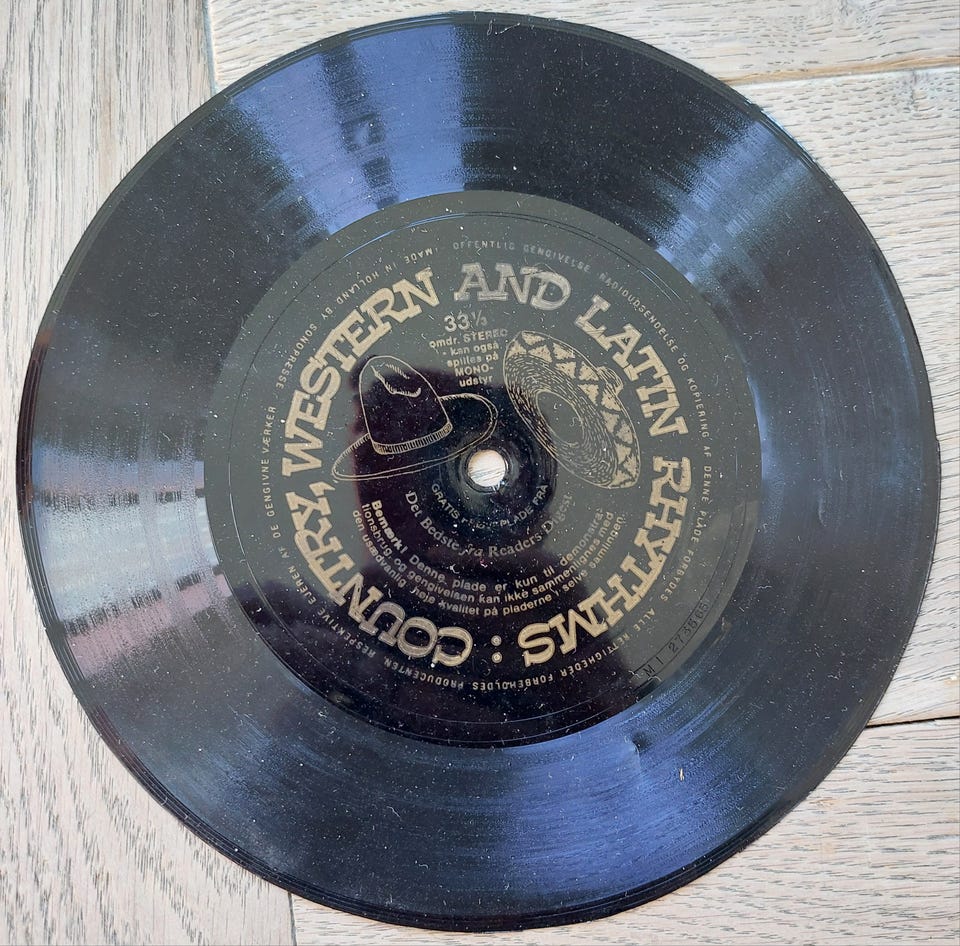 COUNTRY, WESTERN AND LATIN RHYTHMS:
33⅓
omdr. STEREO
- kan også
spilles på
MONO-
udstyr
GRATIS PLADE FRA
Det Bedste fra Reader's Digest
Bemærk! Denne plade er kun til demonstra-
tionsbrug og gengivelsen kan ikke sammenlignes med
den usædvanlig høje kvalitet på pladerne i selve samlingen.
MADE IN HOLLAND BY SONOPRESSE
OFFENTLIG GENGIVELSE RADIOUDSENDELSE OG KOPIERING AF DENNE PLADE FORBYDES ALLE RETTIGHEDER FORBEHOLDES PRODUCENTEN RESPEKTIVE EJEREN AF DE GENGIVNE VÆRKER